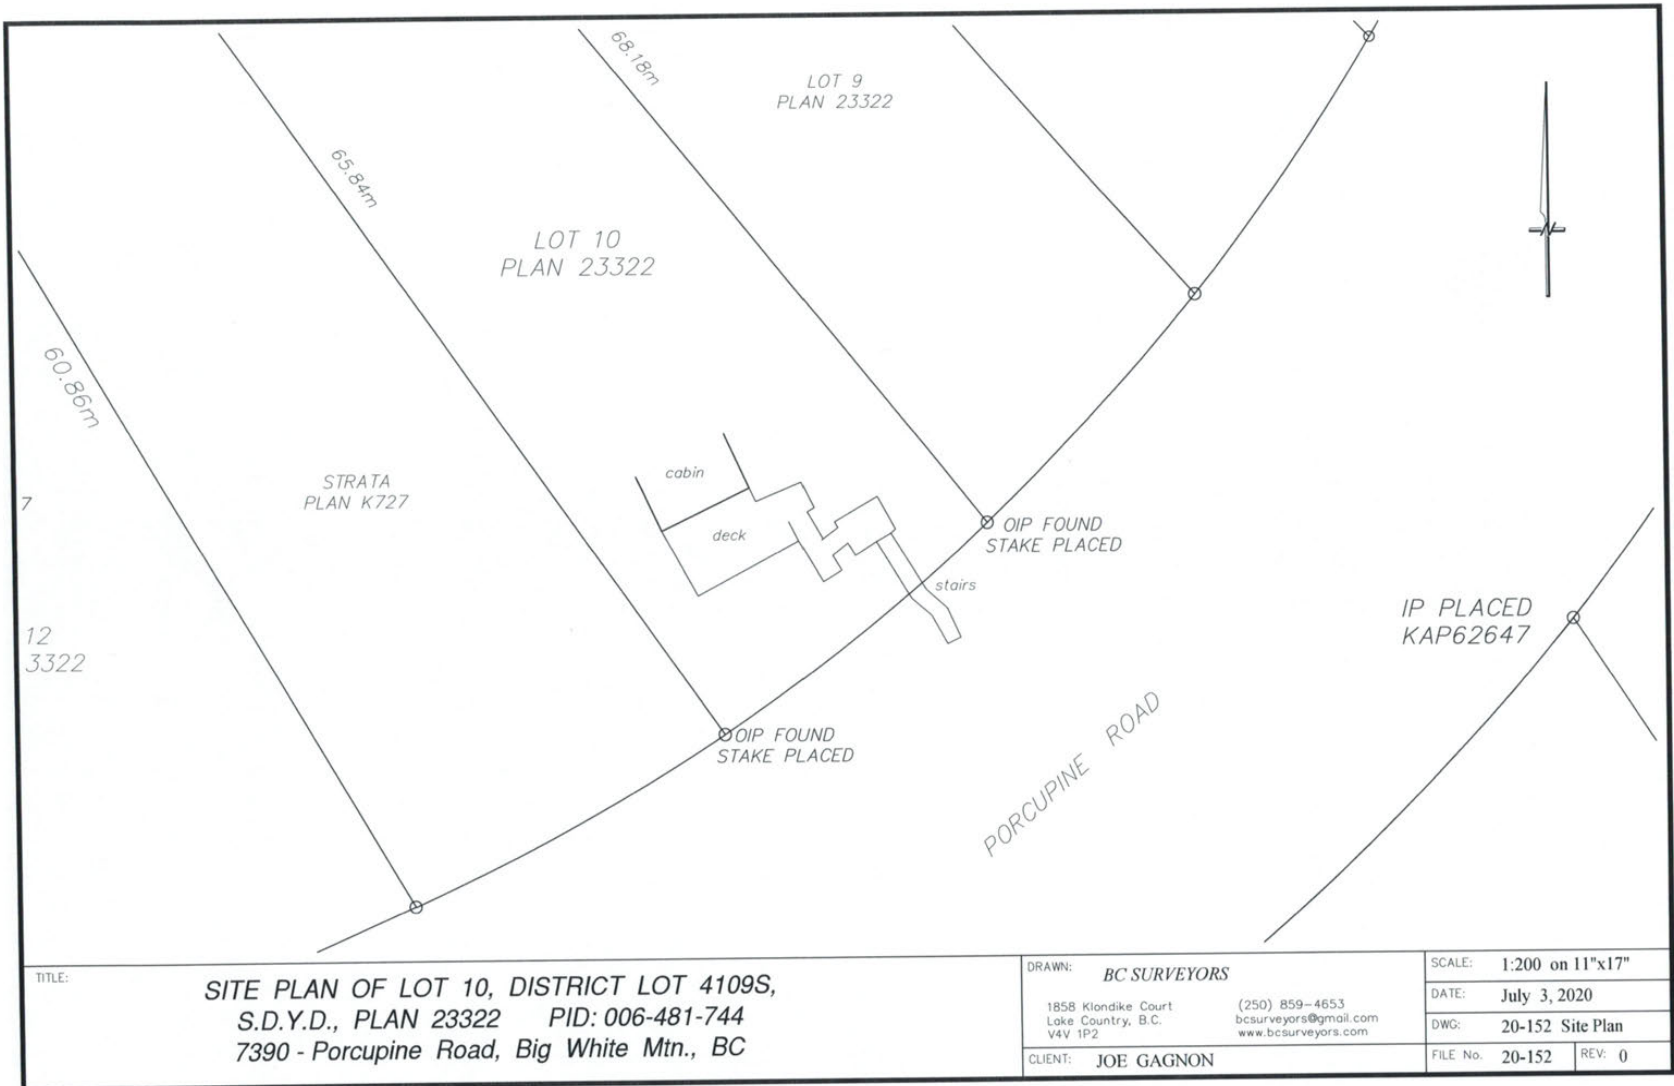 68.18m
LOT 9
PLAN 23322
65.84m
LOT 10
PLAN 23322
N
60.86m
cabin
STRATA
PLAN K727
7
deck
OIP FOUND
STAKE PLACED
stairs
IP PLACED
KAP62647
12
3322
PORCUPINE ROAD
OIP FOUND
STAKE PLACED
TITLE:
SITE PLAN OF LOT 10, DISTRICT LOT 4109S,
S.D.Y.D., PLAN 23322 PID: 006-481-744
7390 - Porcupine Road, Big White Mtn., BC
DRAWN: BC SURVEYORS
1858 Klondike Court
Lake Country, B.C.
V4V 1P2
(250) 859-4653
bcsurveyors@gmail.com
www.bcsurveyors.com
CLIENT: JOE GAGNON
SCALE: 1:200 on 11"x17"
DATE: July 3, 2020
DWG: 20-152 Site Plan
FILE No. 20-152 REV: 0